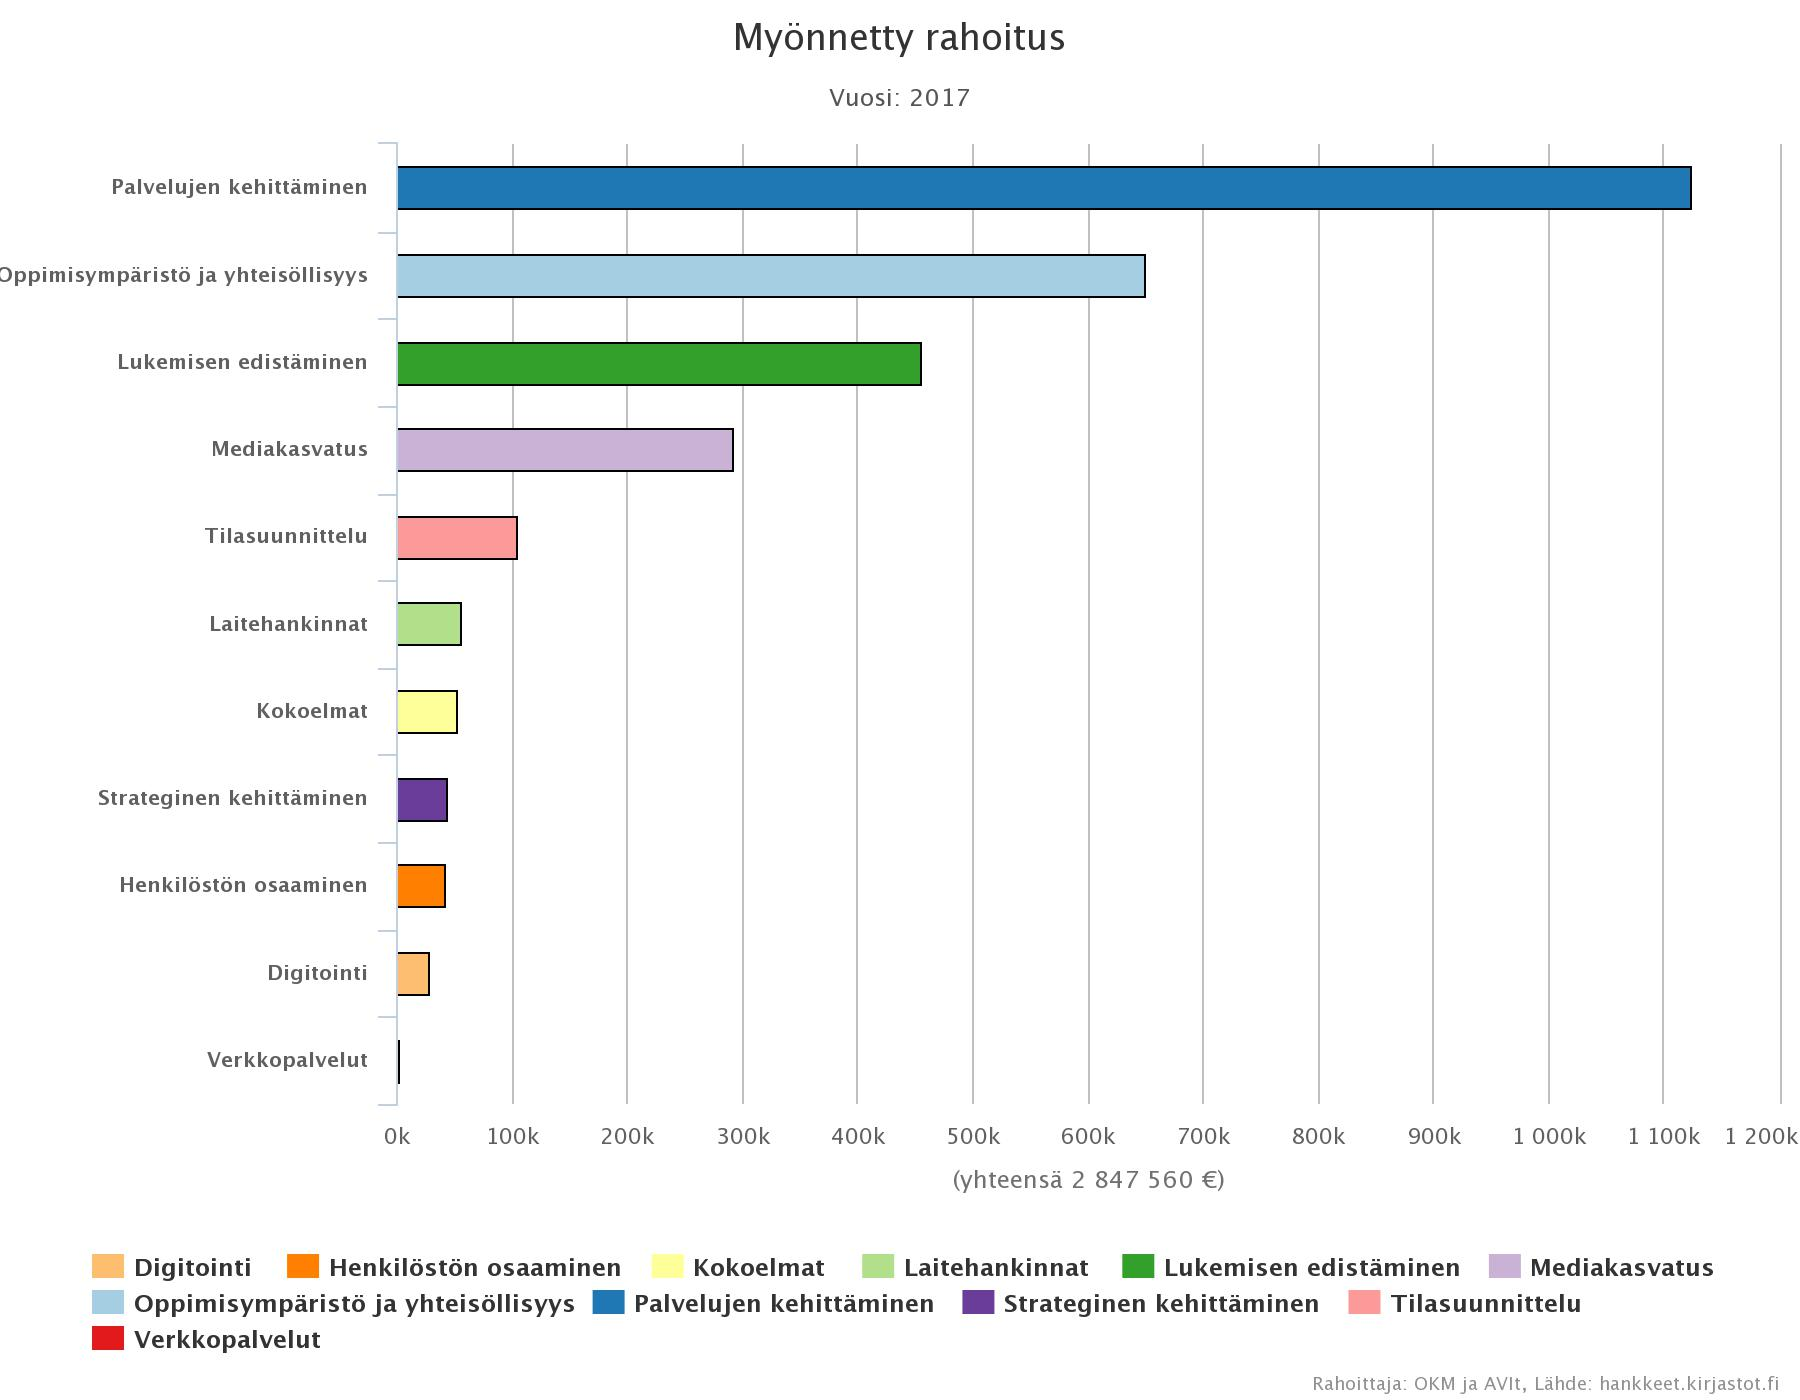 Myönnetty rahoitus
Vuosi: 2017
Palvelujen kehittäminen
Oppimisympäristö ja yhteisöllisyys
Lukemisen edistäminen
Mediakasvatus
Tilasuunnittelu
Laitehankinnat
Kokoelmat
Strateginen kehittäminen
Henkilöstön osaaminen
Digitointi
Verkkopalvelut
0k 100k 200k 300k 400k 500k 600k 700k 800k 900k 1 000k 1 100k 1 200k
(yhteensä 2 847 560 €)
Digitointi Henkilöstön osaaminen Kokoelmat Laitehankinnat Lukemisen edistäminen Mediakasvatus
Oppimisympäristö ja yhteisöllisyys Palvelujen kehittäminen Strateginen kehittäminen Tilasuunnittelu
Verkkopalvelut
Rahoittaja: OKM ja AVIt, Lähde: hankkeet.kirjastot.fi